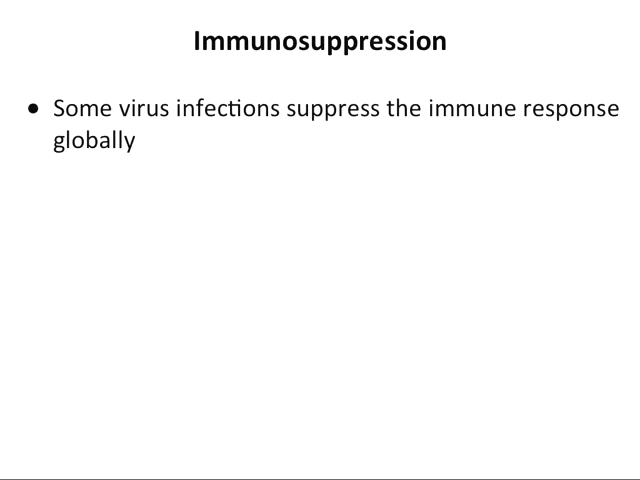 Immunosuppression
● Some virus infections suppress the immune response
globally